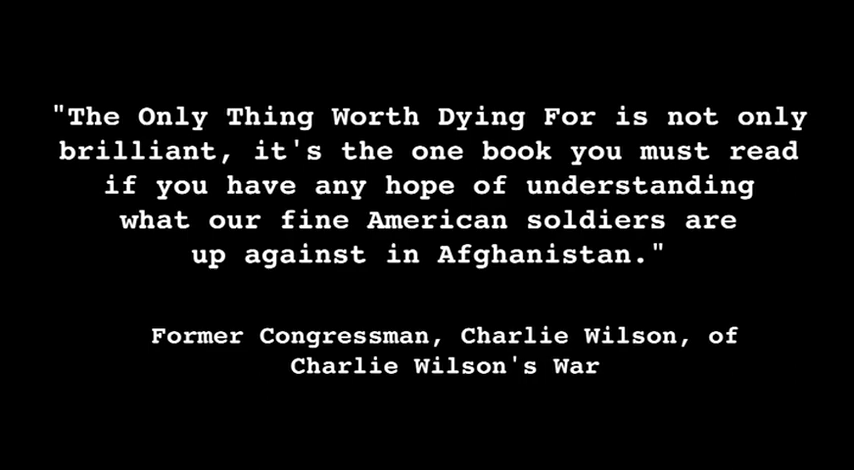 "The Only Thing Worth Dying For is not only
brilliant, it's the one book you must read
if you have any hope of understanding
what our fine American soldiers are
up against in Afghanistan."
Former Congressman, Charlie Wilson, of
Charlie Wilson's War